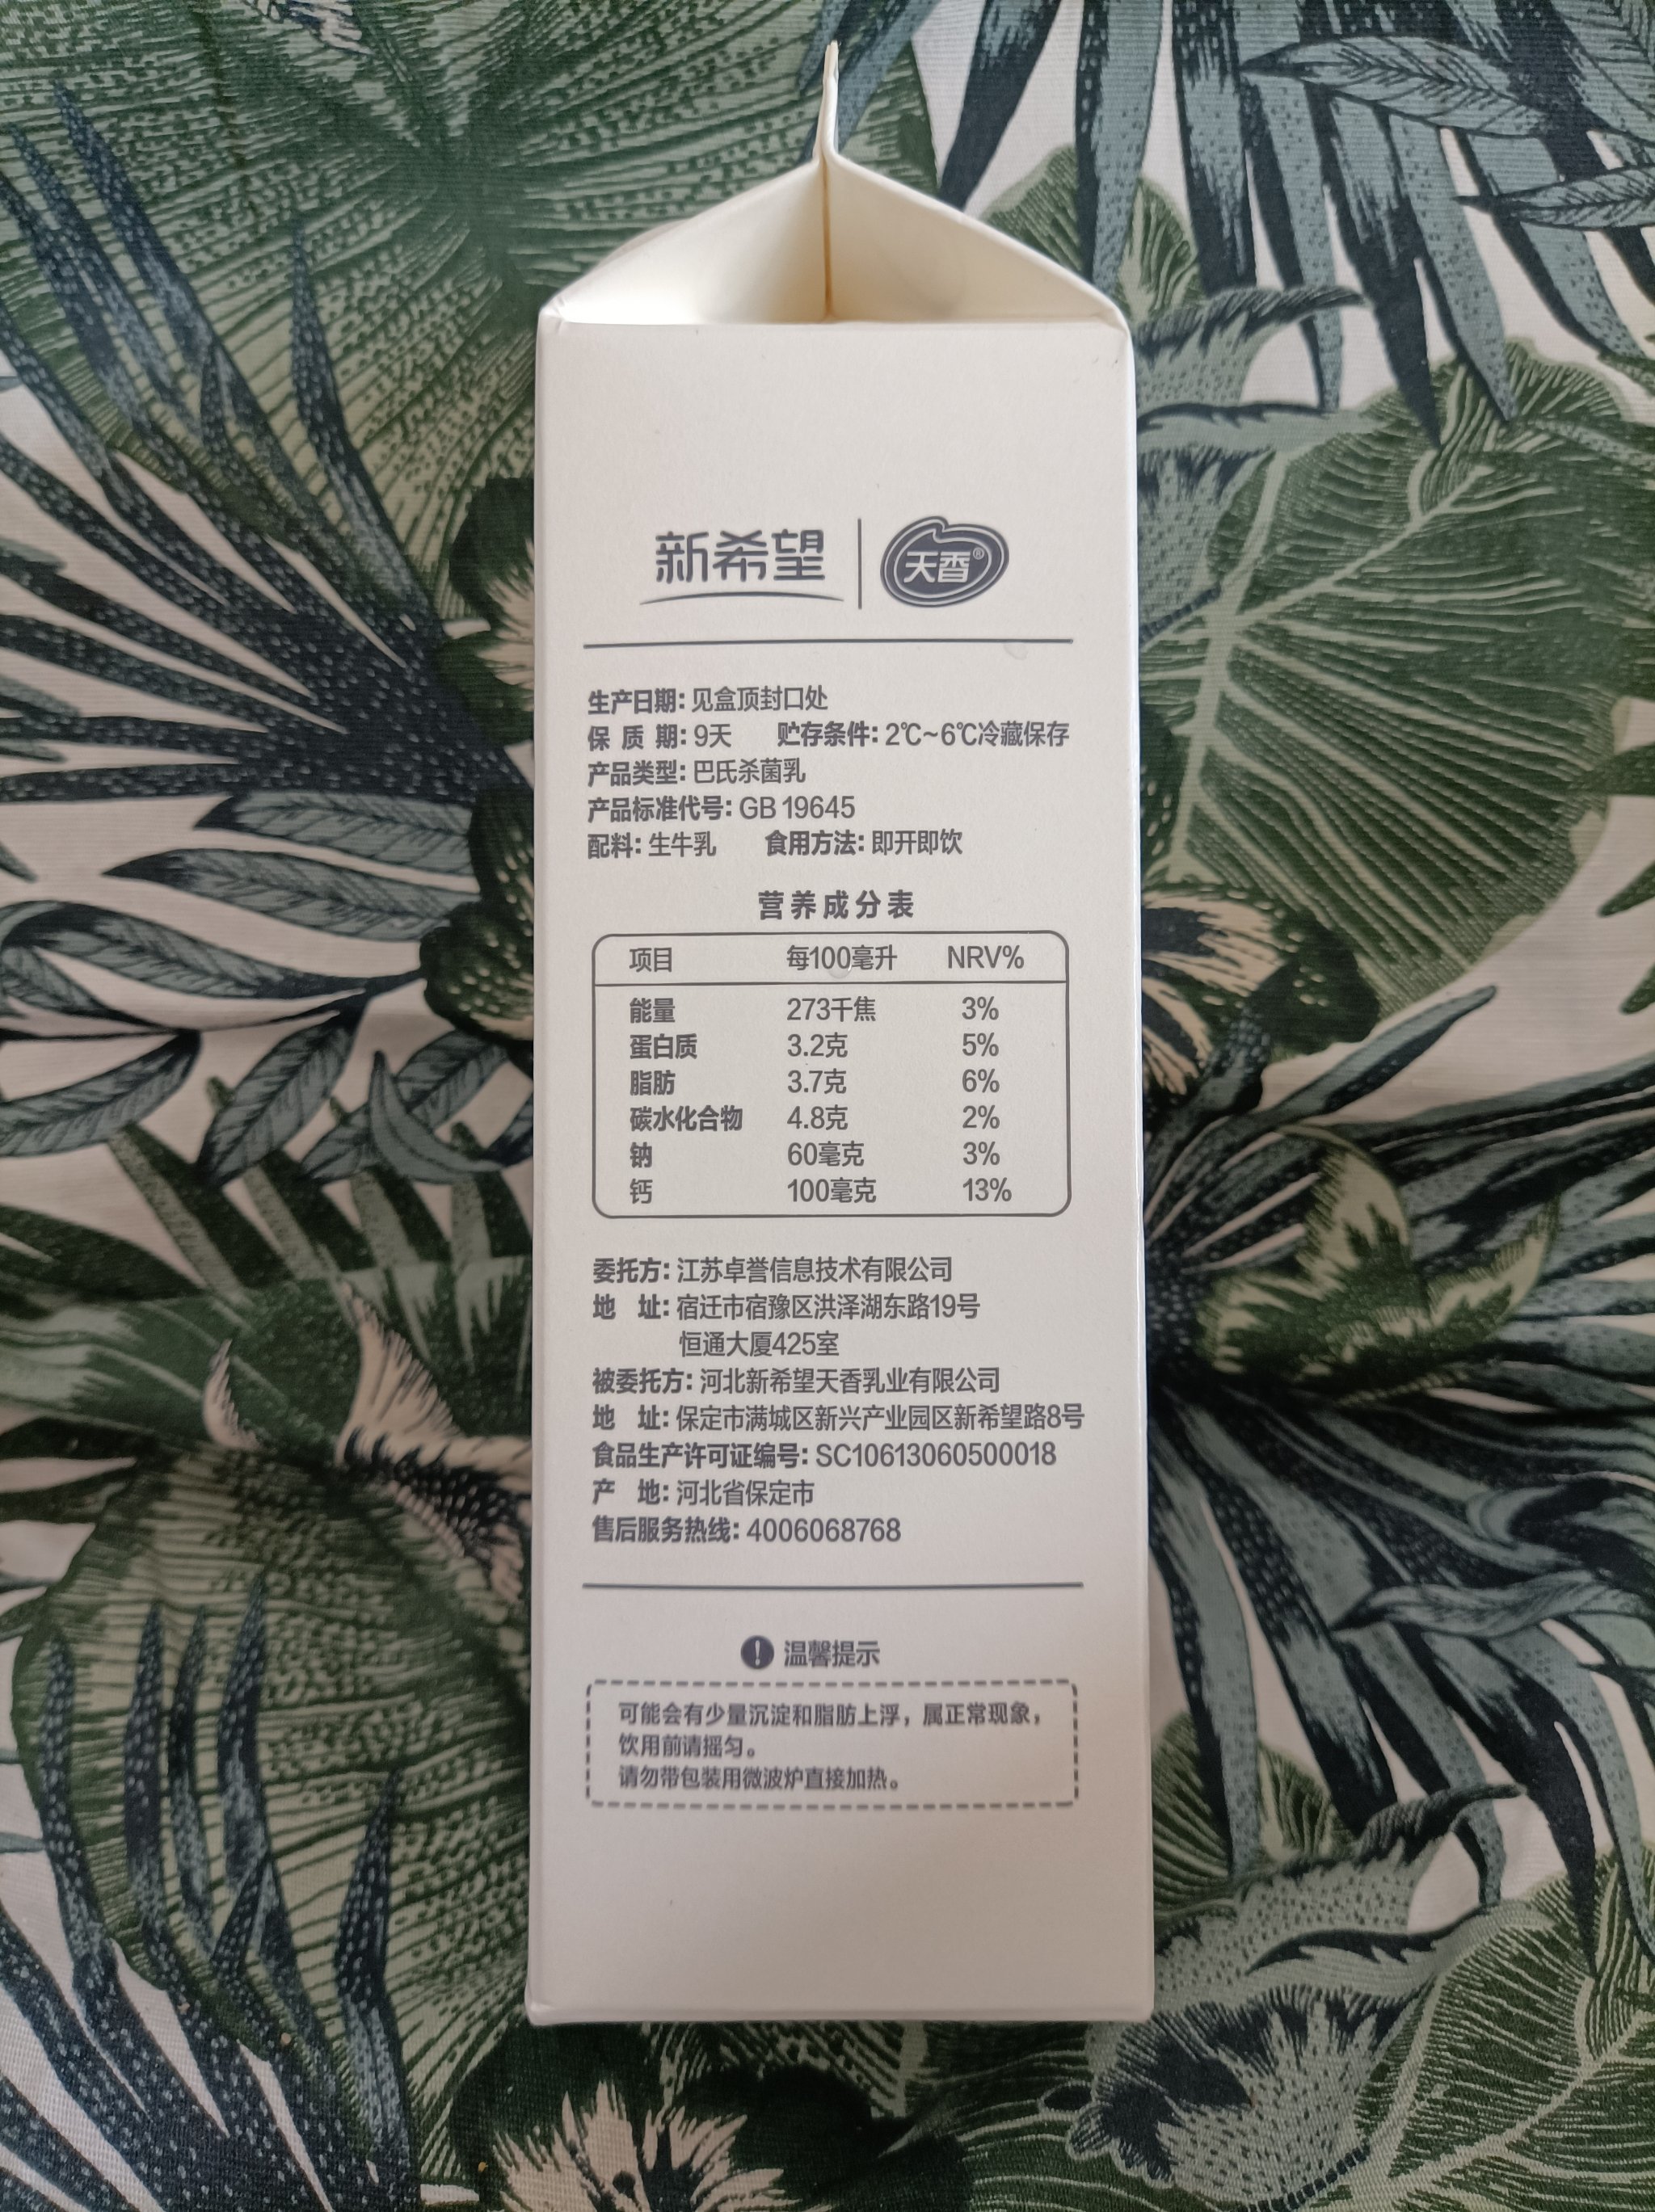 新希望 天香®
生产日期: 见盒顶封口处
保 质 期: 9天 贮存条件: 2℃~6℃冷藏保存
产品类型: 巴氏杀菌乳
产品标准代号: GB 19645
配料: 生牛乳 食用方法: 即开即饮
营养成分表
项目 每100毫升 NRV%
能量 273千焦 3%
蛋白质 3.2克 5%
脂肪 3.7克 6%
碳水化合物 4.8克 2%
钠 60毫克 3%
钙 100毫克 13%
委托方: 江苏卓誉信息技术有限公司
地 址: 宿迁市宿豫区洪泽湖东路19号
恒通大厦425室
被委托方: 河北新希望天香乳业有限公司
地 址: 保定市满城区新兴产业园区新希望路8号
食品生产许可证编号: SC10613060500018
产 地: 河北省保定市
售后服务热线: 4006068768
! 温馨提示
可能会有少量沉淀和脂肪上浮，属正常现象，
饮用前请摇匀。
请勿带包装用微波炉直接加热。